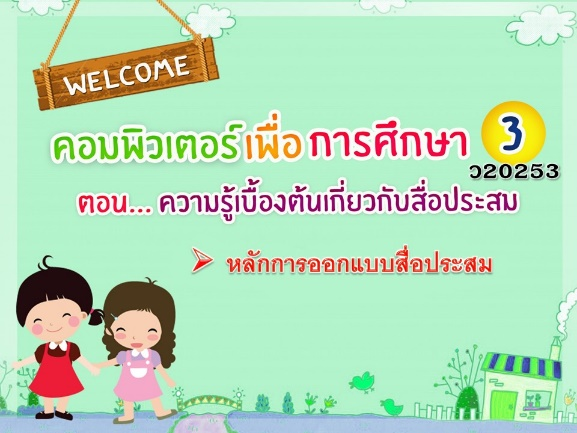 WELCOME
คอมพิวเตอร์เพื่อการศึกษา 3
ว20253
ตอน... ความรู้เบื้องต้นเกี่ยวกับสื่อประสม
➢ หลักการออกแบบสื่อประสม